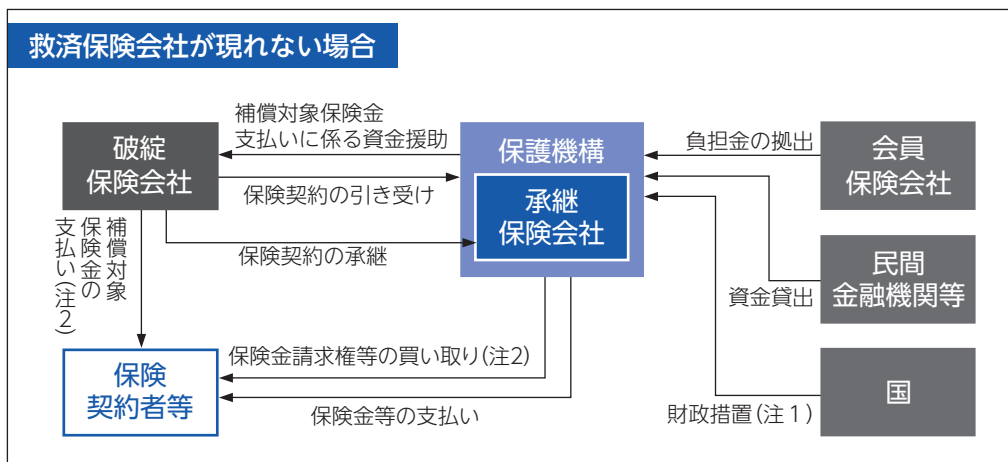 救済保険会社が現れない場合
破綻
保険会社
補償対象保険金
支払いに係る資金援助
保険契約の引き受け
保険契約の承継
保護機構
承継
保険会社
負担金の拠出
会員
保険会社
民間
金融機関等
資金貸出
国
財政措置(注1)
補償対象
保険金の
支払い(注2)
保険金請求権等の買い取り(注2)
保険金等の支払い
保険
契約者等